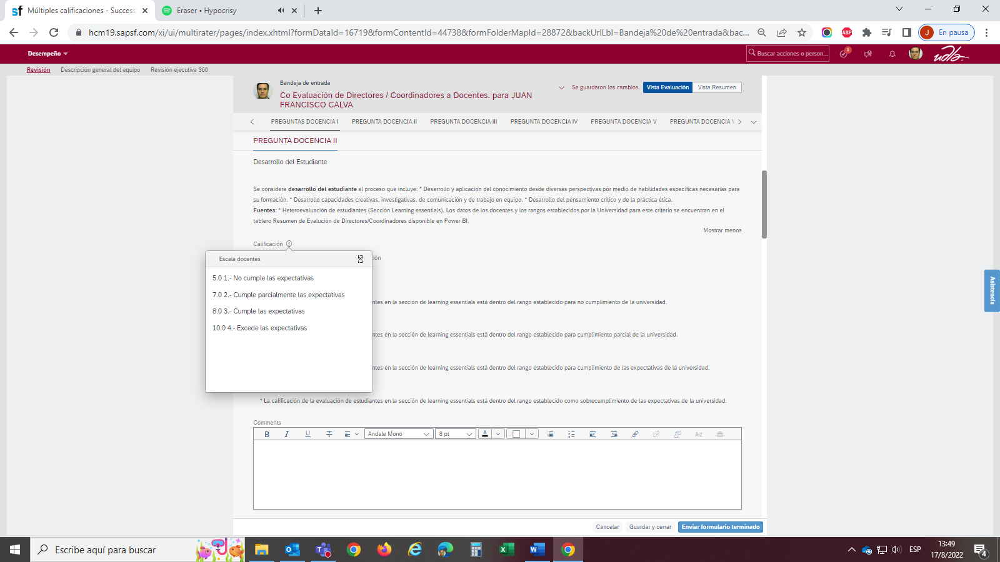 Múltiples calificaciones - Success
Eraser • Hypocrisy
hcm19.sapsf.com/xi/ui/multirater/pages/index.xhtml?formDataId=16719&formContentId=44738&formFolderMapId=28872&backUrlLbl=Bandeja%20de%20entrada&bac...
ABP
J En pausa
Desempeño
Buscar acciones o person...
1
udla
Revisión Descripción general del equipo Revisión ejecutiva 360
Bandeja de entrada
Co Evaluación de Directores / Coordinadores a Docentes. para JUAN
FRANCISCO CALVA
Se guardaron los cambios. Vista Evaluación Vista Resumen
PREGUNTAS DOCENCIA I PREGUNTA DOCENCIA II PREGUNTA DOCENCIA III PREGUNTA DOCENCIA IV PREGUNTA DOCENCIA V PREGUNTA DOCENCIA V
PREGUNTA DOCENCIA II
Desarrollo del Estudiante
Se considera desarrollo del estudiante al proceso que incluye: * Desarrollo y aplicación del conocimiento desde diversas perspectivas por medio de habilidades específicas necesarias para
su formación. * Desarrollo capacidades creativas, investigativas, de comunicación y de trabajo en equipo. * Desarrollo del pensamiento crítico y de la práctica ética.
Fuentes: * Heteroevaluación de estudiantes (Sección Learning essentials). Los datos de los docentes y los rangos establecidos por la Universidad para este criterio se encuentran en el
tablero Resumen de Evalución de Directores/Coordinadores disponible en Power BI.
Mostrar menos
Calificación
Escala docentes
ión
5.0 1.- No cumple las expectativas
7.0 2.- Cumple parcialmente las expectativas
8.0 3.- Cumple las expectativas
10.0 4.- Excede las expectativas
ntes en la sección de learning essentials está dentro del rango establecido para no cumplimiento de la universidad.
ntes en la sección de learning essentials está dentro del rango establecido para cumplimiento parcial de la universidad.
ntes en la sección de learning essentials está dentro del rango establecido para cumplimiento de las expectativas de la universidad.
* La calificación de la evaluación de estudiantes en la sección de learning essentials está dentro del rango establecido como sobrecumplimiento de las expectativas de la universidad.
Asistencia
Comments
B I U T Andale Mono 8 pt A A-Z
Cancelar Guardar y cerrar Enviar formulario terminado
Escribe aquí para buscar
ESP
13:49
17/8/2022
4